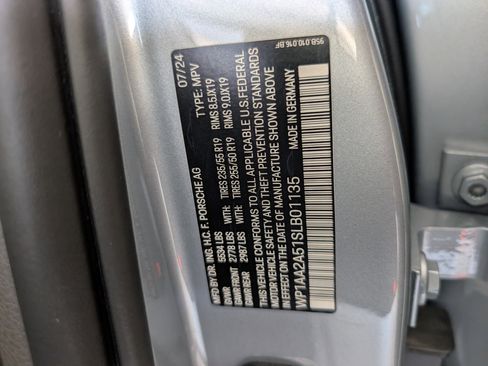 95B.010.016.BF
MFD BY DR. ING. H.C. F. PORSCHE AG 07/24
GVWR 5534 LBS TYPE: MPV
GAWR FRONT 2778 LBS WITH: TIRES 235/55 R19 RIMS 8.5JX19
GAWR REAR 2987 LBS WITH: TIRES 255/50 R19 RIMS 9.0JX19
THIS VEHICLE CONFORMS TO ALL APPLICABLE U.S. FEDERAL
MOTOR VEHICLE SAFETY AND THEFT PREVENTION STANDARDS
IN EFFECT ON THE DATE OF MANUFACTURE SHOWN ABOVE
WP1AA2A51SLB01135 MADE IN GERMANY